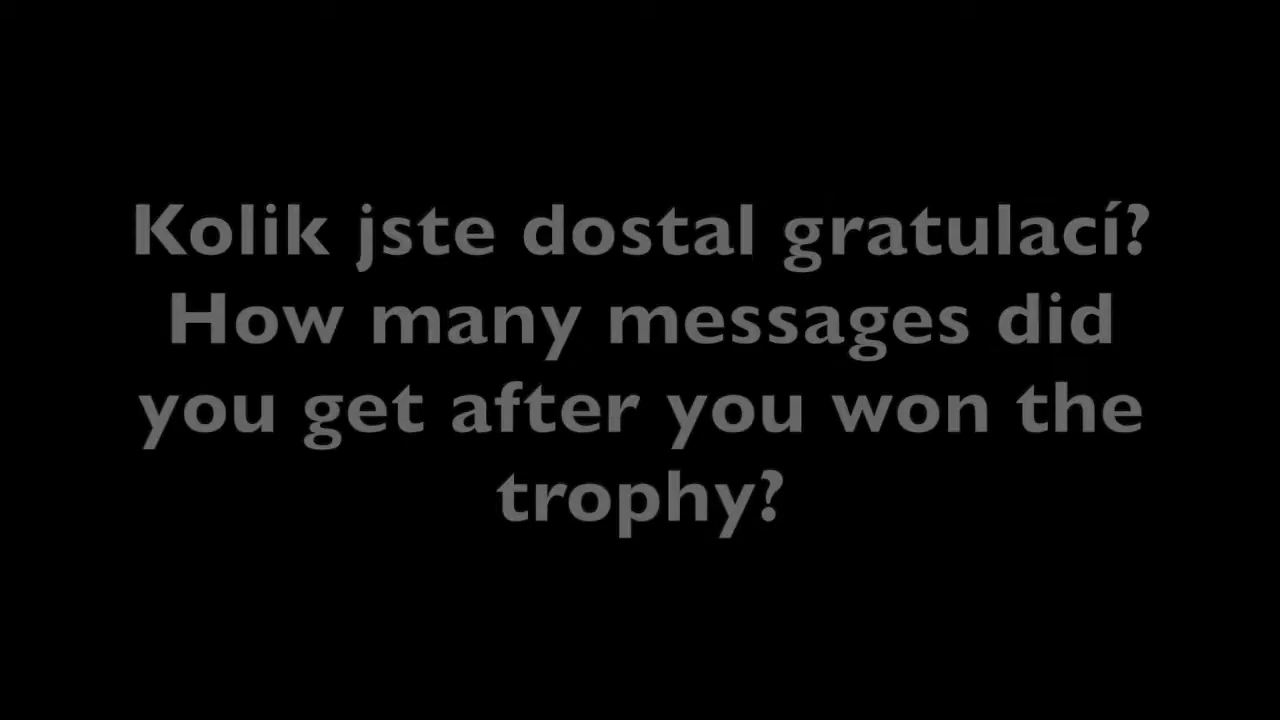 Kolik jste dostal gratulací?
How many messages did
you get after you won the
trophy?